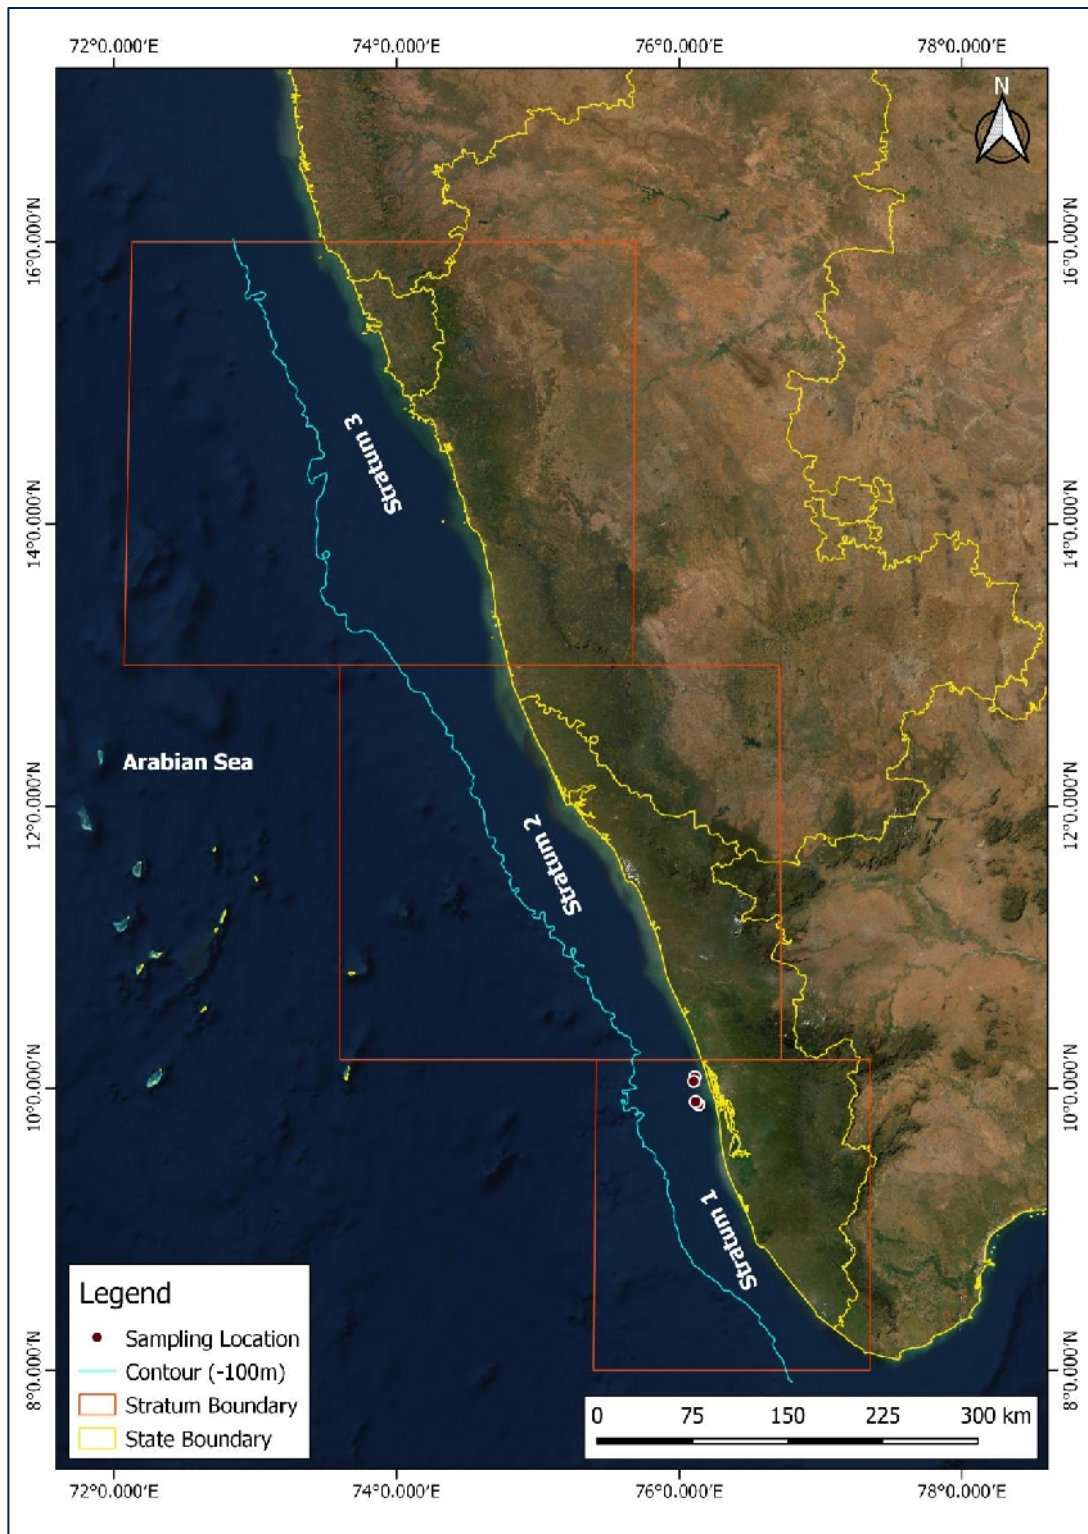 72°0.000′E 74°0.000′E 76°0.000′E 78°0.000′E
N
16°0.000′N 16°0.000′N
Stratum 3
14°0.000′N 14°0.000′N
Arabian Sea
12°0.000′N 12°0.000′N
Stratum 2
10°0.000′N 10°0.000′N
Stratum 1
8°0.000′N 8°0.000′N
Legend
Sampling Location
Contour (-100m)
Stratum Boundary
State Boundary
0 75 150 225 300 km
72°0.000′E 74°0.000′E 76°0.000′E 78°0.000′E